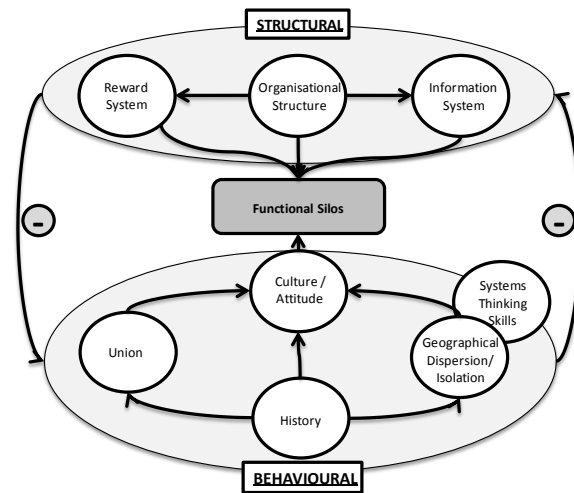 STRUCTURAL
Reward
System
Organisational
Structure
Information
System
Functional Silos
-
-
Culture /
Attitude
Systems
Thinking
Skills
Union
Geographical
Dispersion/
Isolation
History
BEHAVIOURAL